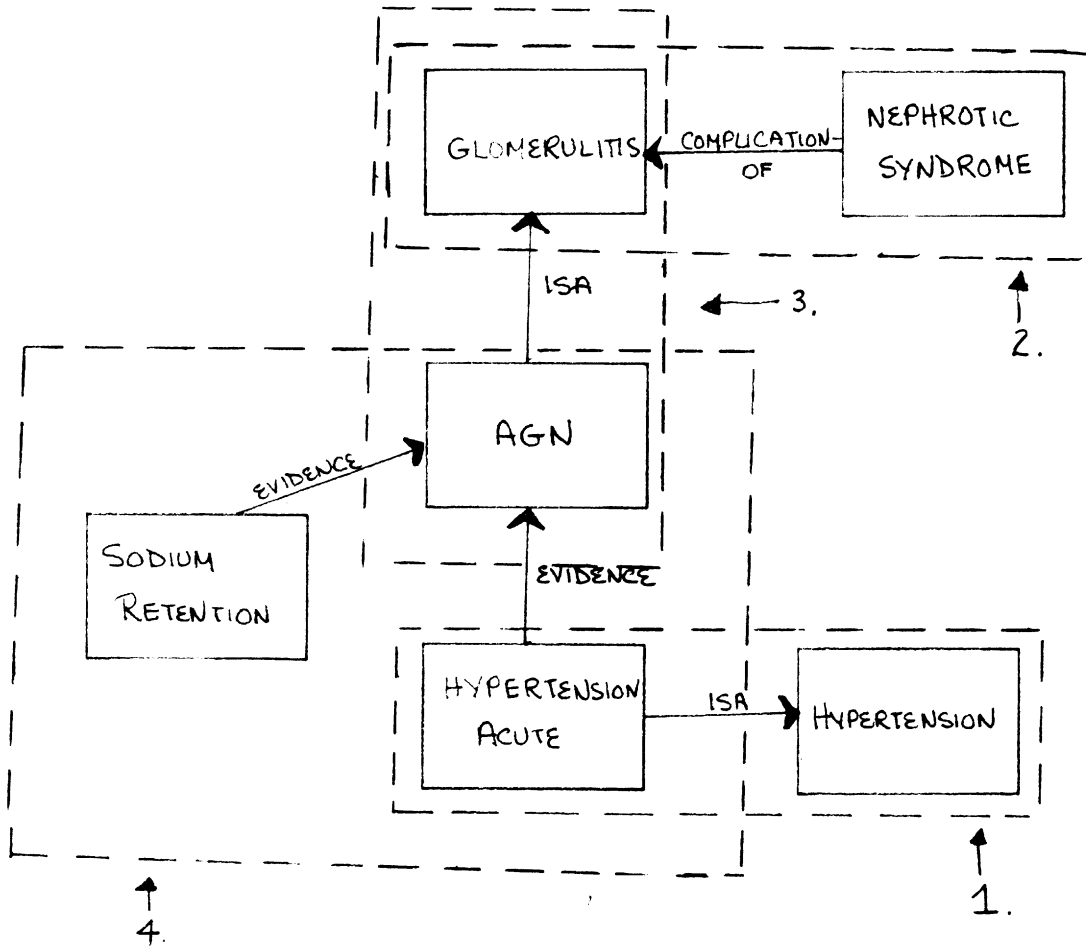 GLOMERULITIS
COMPLICATION
OF
NEPHROTIC
SYNDROME
ISA
3.
2.
AGN
EVIDENCE
SODIUM
RETENTION
EVIDENCE
HYPERTENSION
ACUTE
ISA
HYPERTENSION
4.
1.